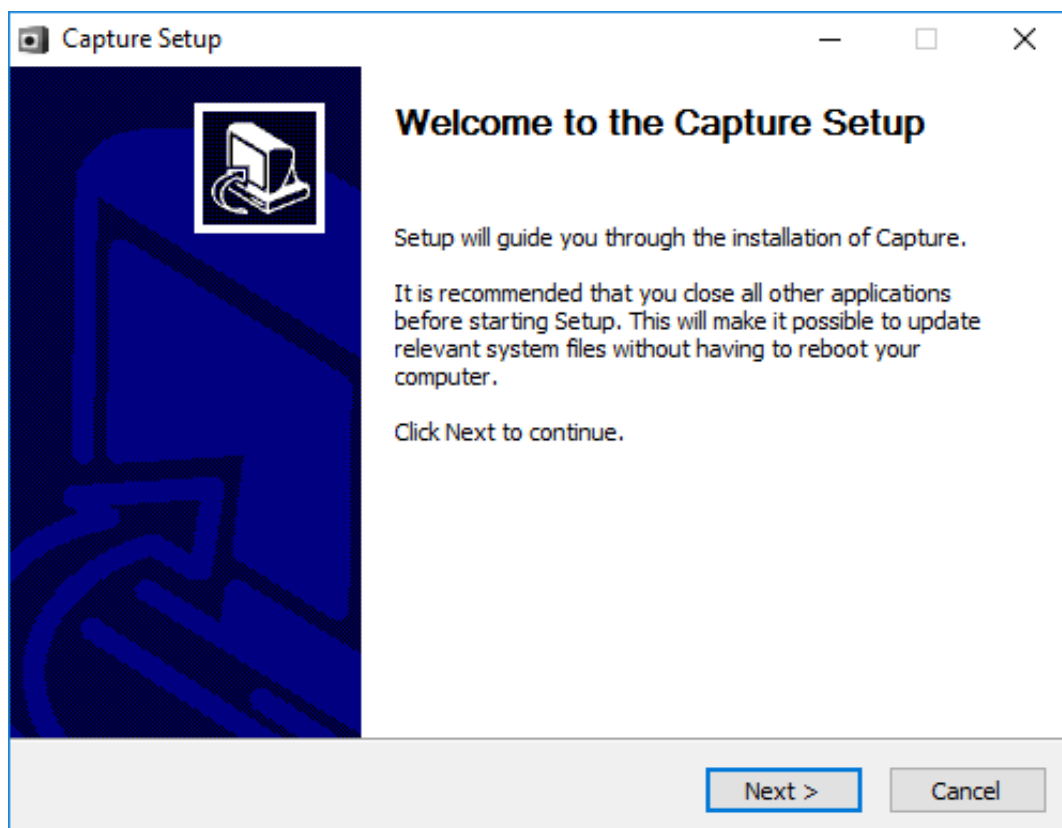 Capture Setup
Welcome to the Capture Setup
Setup will guide you through the installation of Capture.
It is recommended that you close all other applications
before starting Setup. This will make it possible to update
relevant system files without having to reboot your
computer.
Click Next to continue.
Next >
Cancel